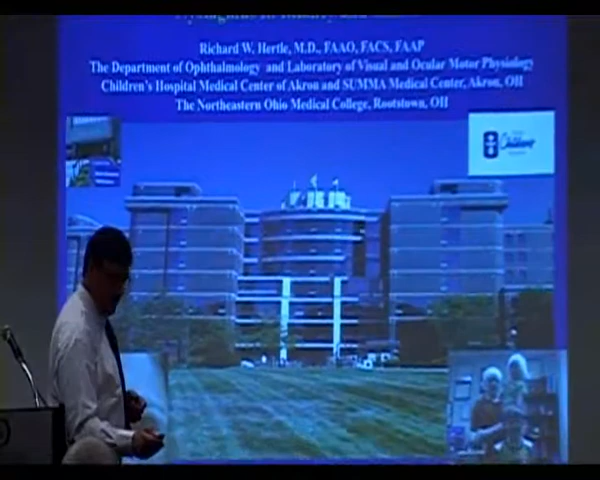 Richard W. Hertle, M.D., FAAO, FACS, FAAP
The Department of Ophthalmology and Laboratory of Visual and Ocular Motor Physiology
Children's Hospital Medical Center of Akron and SUMMA Medical Center, Akron, OH
The Northeastern Ohio Medical College, Rootstown, OH
Children's